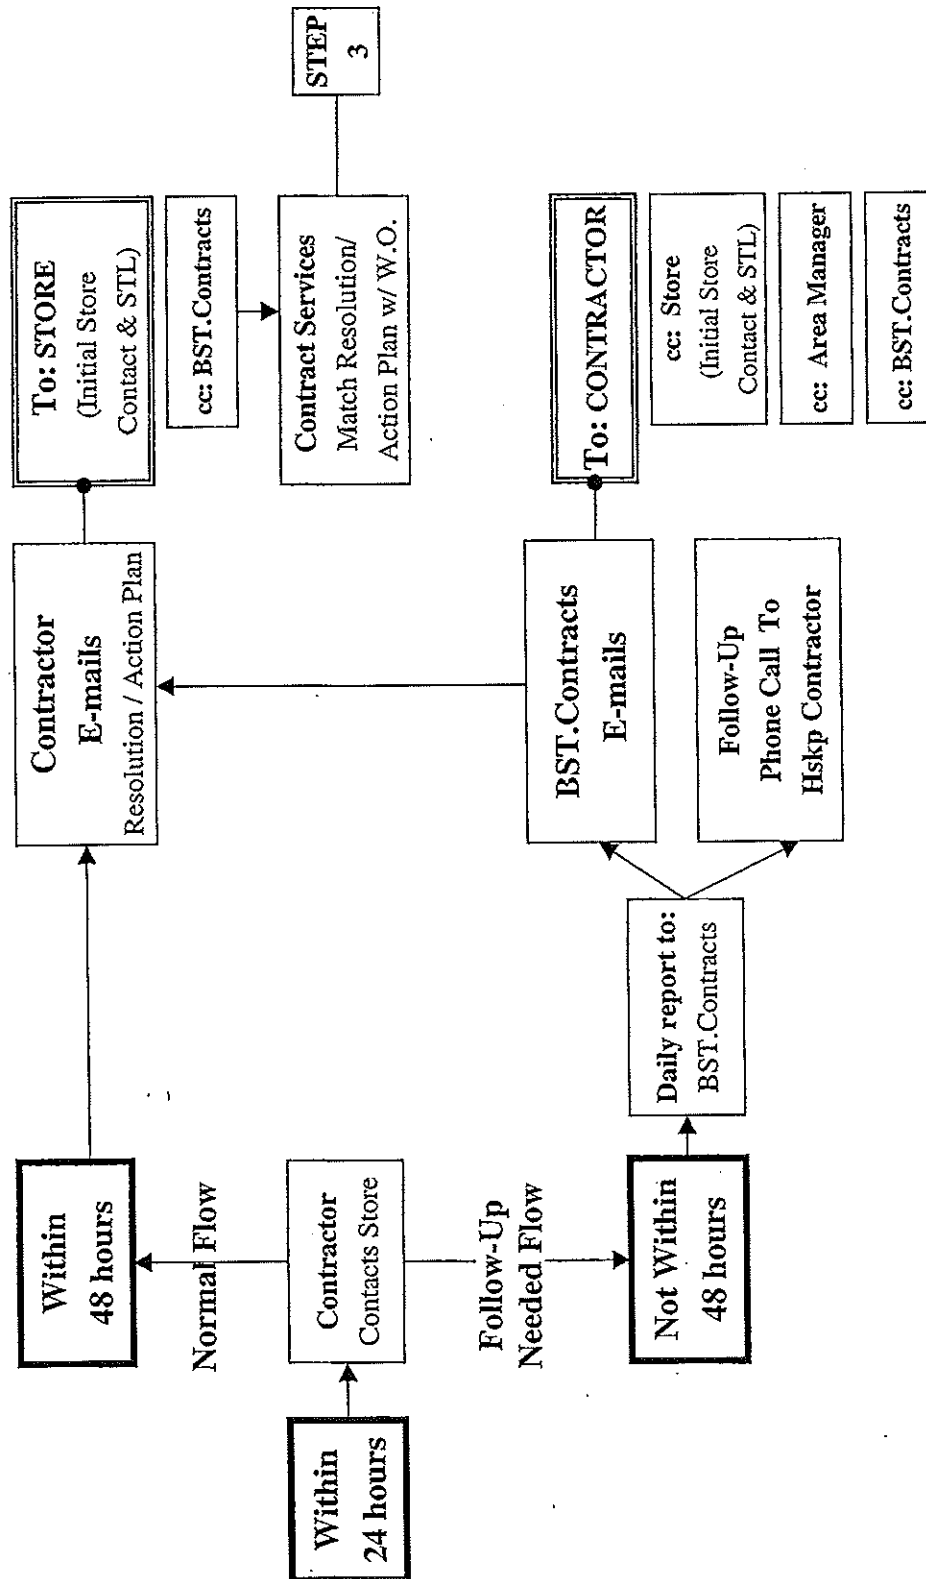 Within
24 hours
Contractor
Contacts Store
Normal Flow
Within
48 hours
Contractor
E-mails
Resolution / Action Plan
To: STORE
(Initial Store
Contact & STL)
cc: BST.Contracts
Contract Services
Match Resolution/
Action Plan w/ W.O.
STEP
3
Follow-Up
Needed Flow
Not Within
48 hours
Daily report to:
BST.Contracts
BST.Contracts
E-mails
Follow-Up
Phone Call To
Hskp Contractor
To: CONTRACTOR
cc: Store
(Initial Store
Contact & STL)
cc: Area Manager
cc: BST.Contracts